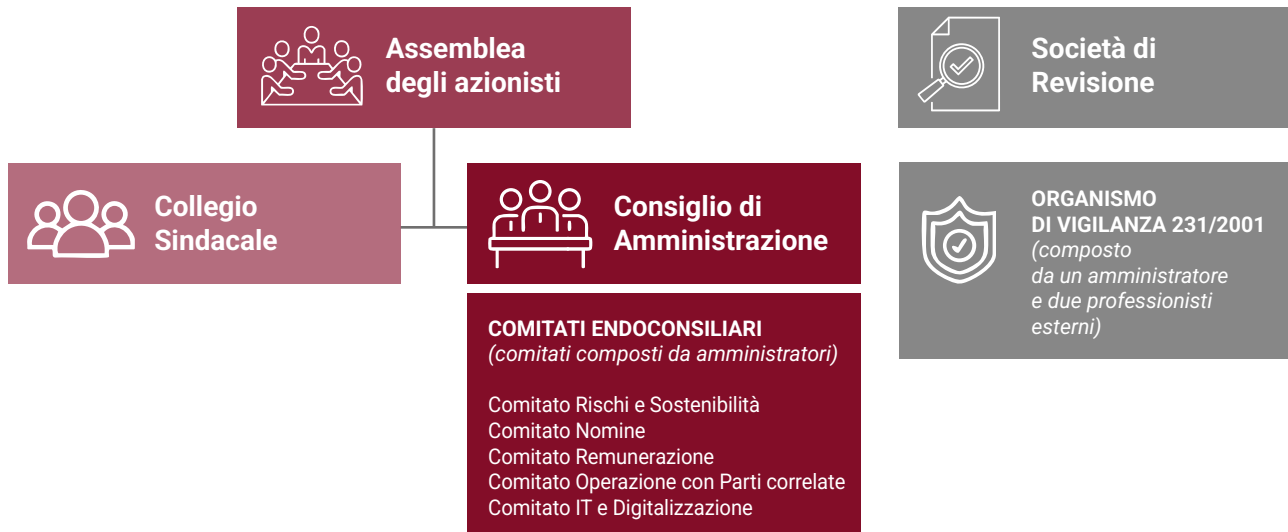 Assemblea
degli azionisti
Società di
Revisione
Collegio
Sindacale
Consiglio di
Amministrazione
ORGANISMO
DI VIGILANZA 231/2001
(composto
da un amministratore
e due professionisti
esterni)
COMITATI ENDOCONSILIARI
(comitati composti da amministratori)
Comitato Rischi e Sostenibilità
Comitato Nomine
Comitato Remunerazione
Comitato Operazione con Parti correlate
Comitato IT e Digitalizzazione